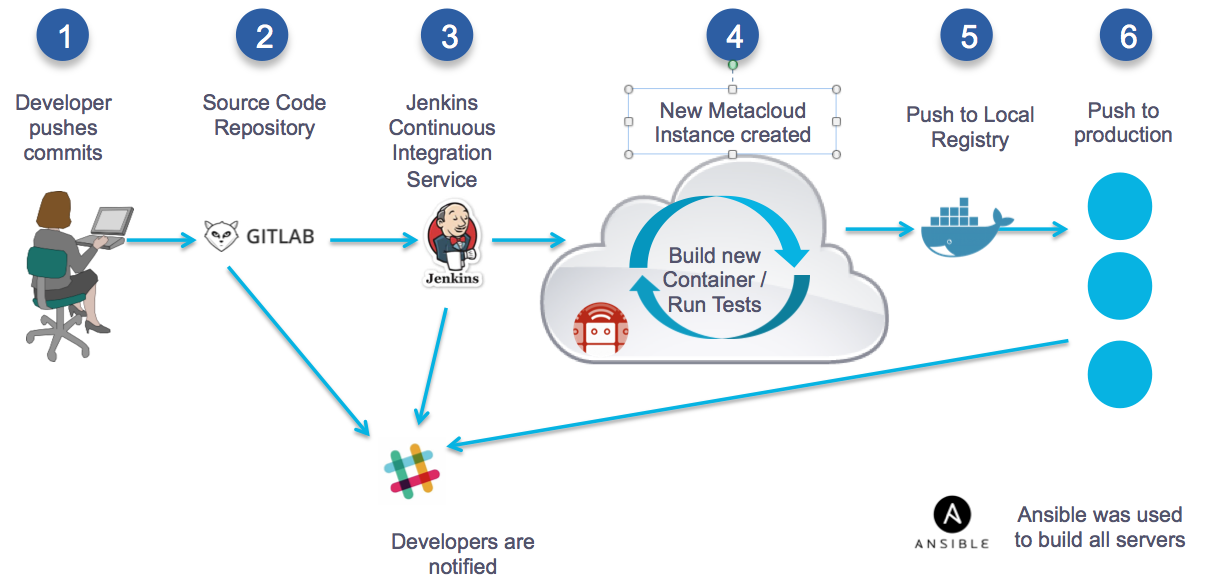 1
2
3
4
5
6
Developer
pushes
commits
Source Code
Repository
Jenkins
Continuous
Integration
Service
New Metacloud
Instance created
Push to Local
Registry
Push to
production
GITLAB
Jenkins
Build new
Container /
Run Tests
Developers are
notified
ANSIBLE
Ansible was used
to build all servers